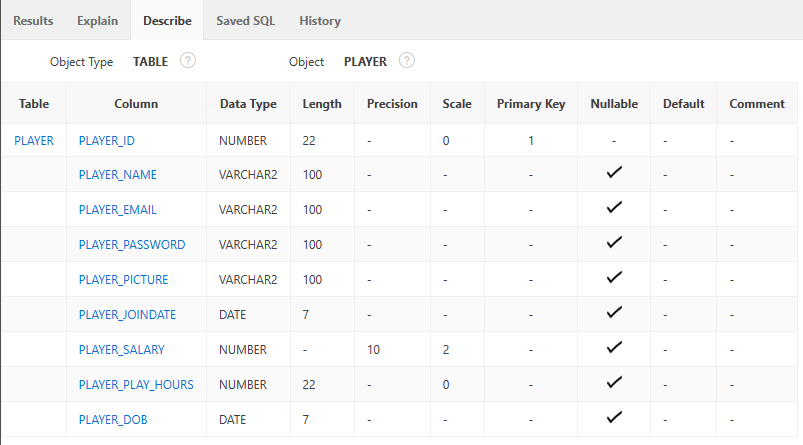 Results Explain Describe Saved SQL History
Object Type TABLE ? Object PLAYER ?
Table Column Data Type Length Precision Scale Primary Key Nullable Default Comment
PLAYER PLAYER_ID NUMBER 22 - 0 1 - - -
PLAYER_NAME VARCHAR2 100 - - - ✓ - -
PLAYER_EMAIL VARCHAR2 100 - - - ✓ - -
PLAYER_PASSWORD VARCHAR2 100 - - - ✓ - -
PLAYER_PICTURE VARCHAR2 100 - - - ✓ - -
PLAYER_JOINDATE DATE 7 - - - ✓ - -
PLAYER_SALARY NUMBER - 10 2 - ✓ - -
PLAYER_PLAY_HOURS NUMBER 22 - 0 - ✓ - -
PLAYER_DOB DATE 7 - - - ✓ - -